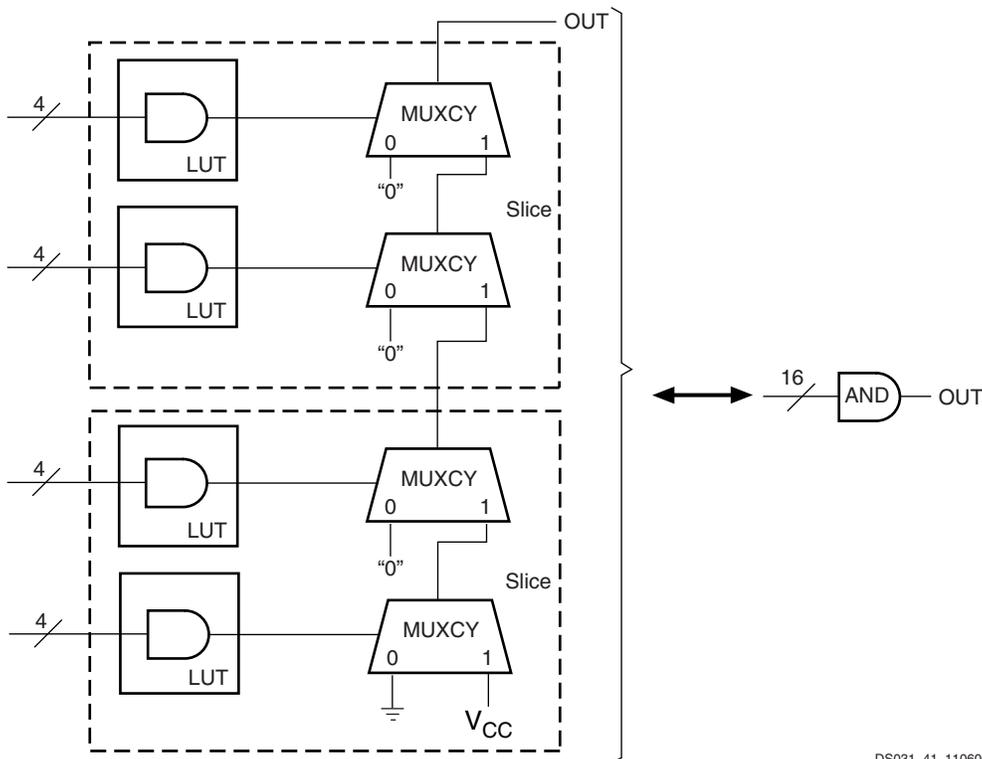 OUT
4
LUT
MUXCY
0 1
“0”
Slice
4
LUT
MUXCY
0 1
“0”
16
AND
OUT
4
LUT
MUXCY
0 1
“0”
Slice
4
LUT
MUXCY
0 1
VCC
DS031_41_11060